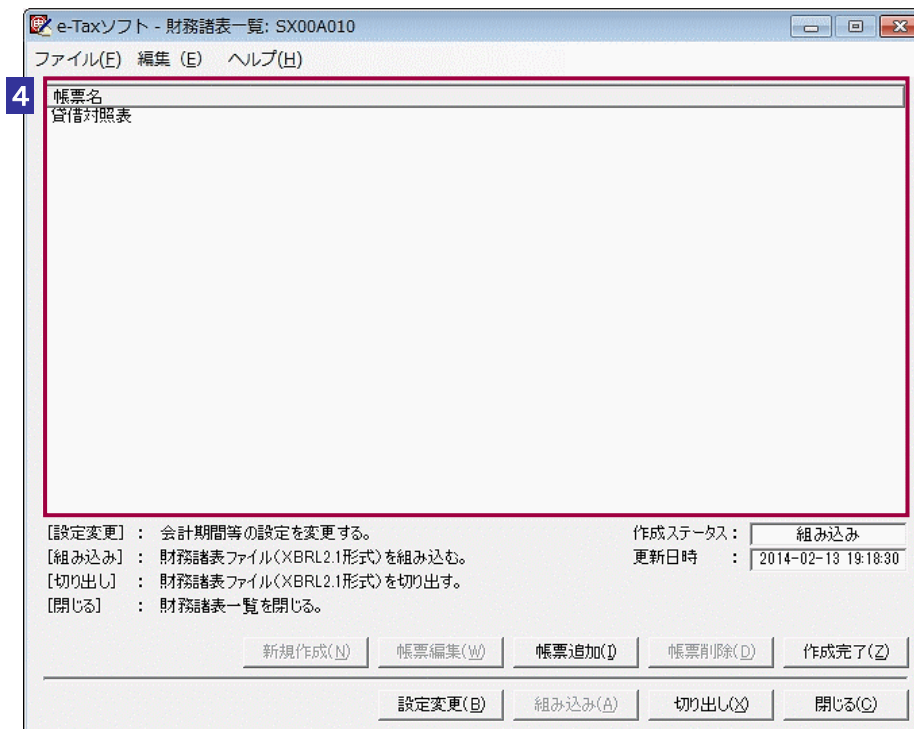 e-Taxソフト - 財務諸表一覧: SX00A010
ファイル(F) 編集 (E) ヘルプ(H)
4
帳票名
貸借対照表
[設定変更] : 会計期間等の設定を変更する。 作成ステータス: 組み込み
[組み込み] : 財務諸表ファイル(XBRL2.1形式)を組み込む。 更新日時 : 2014-02-13 19:18:30
[切り出し] : 財務諸表ファイル(XBRL2.1形式)を切り出す。
[閉じる] : 財務諸表一覧を閉じる。
新規作成(N) 帳票編集(W) 帳票追加(I) 帳票削除(D) 作成完了(Z)
設定変更(B) 組み込み(A) 切り出し(X) 閉じる(C)